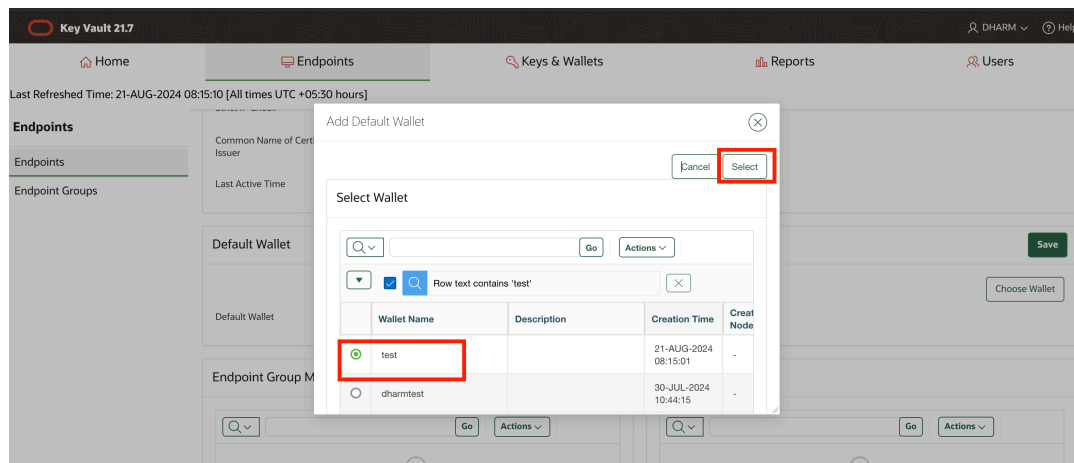 Key Vault 21.7
DHARM
Help
Home
Endpoints
Keys & Wallets
Reports
Users
Last Refreshed Time: 21-AUG-2024 08:15:10 [All times UTC +05:30 hours]
Endpoints
Endpoints
Endpoint Groups
Common Name of Certi
Issuer
Last Active Time
Default Wallet
Save
Choose Wallet
Default Wallet
Endpoint Group M
Go
Actions
Go
Actions
Add Default Wallet
Cancel
Select
Select Wallet
Go
Actions
Row text contains 'test'
Wallet Name
Description
Creation Time
Creat
Node
test
21-AUG-2024
08:15:01
-
dharmtest
30-JUL-2024
10:44:15
-